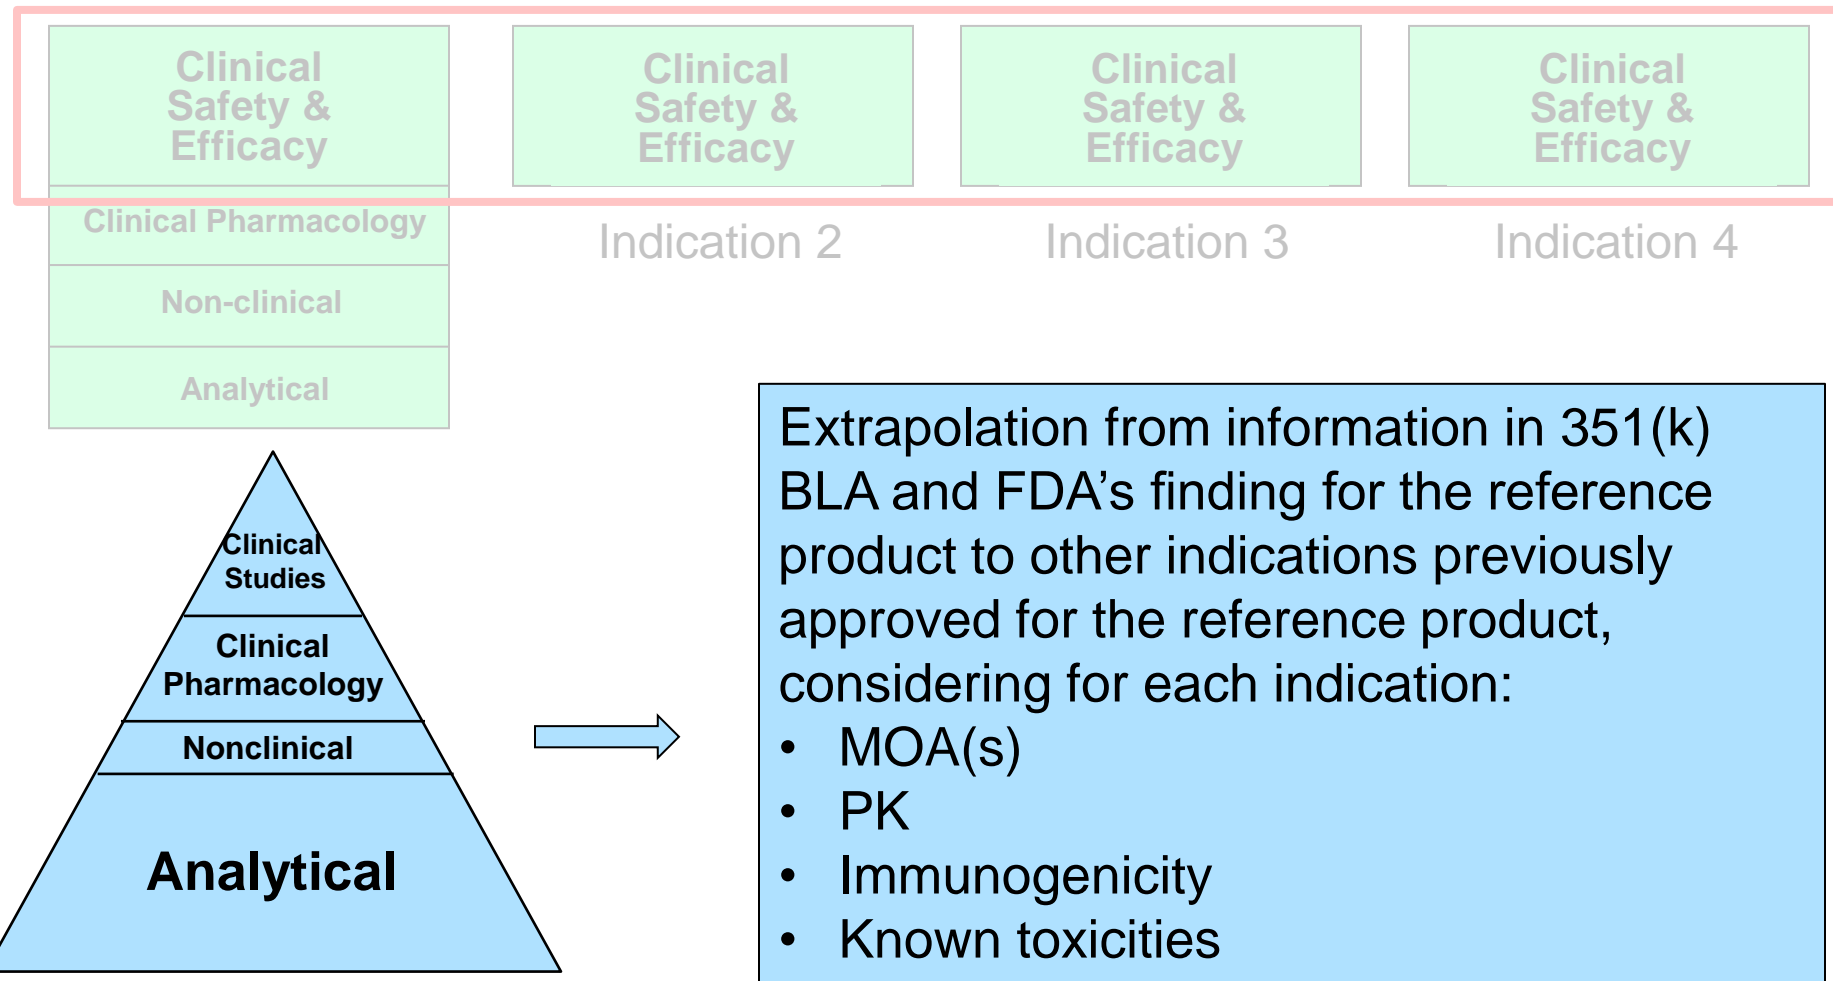 Clinical
Safety &
Efficacy
Clinical
Safety &
Efficacy
Clinical
Safety &
Efficacy
Clinical
Safety &
Efficacy
Clinical Pharmacology
Non-clinical
Analytical
Indication 2
Indication 3
Indication 4
Clinical
Studies
Clinical
Pharmacology
Nonclinical
Analytical
Extrapolation from information in 351(k)
BLA and FDA’s finding for the reference
product to other indications previously
approved for the reference product,
considering for each indication:
• MOA(s)
• PK
• Immunogenicity
• Known toxicities